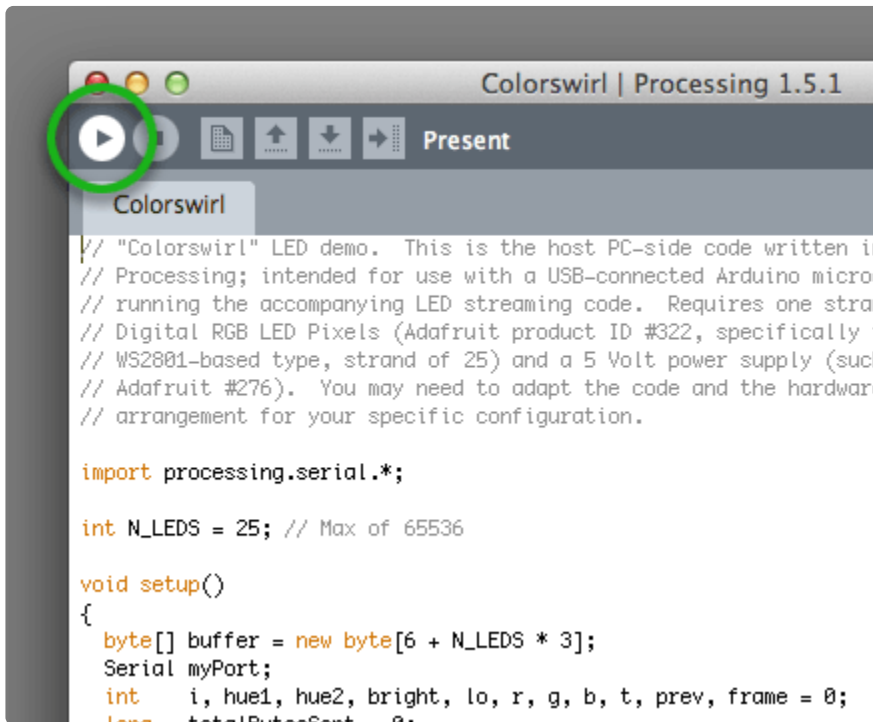 Colorswirl | Processing 1.5.1
Present
Colorswirl
// "Colorswirl" LED demo.  This is the host PC-side code written
// Processing; intended for use with a USB-connected Arduino
// running the accompanying LED streaming code.  Requires one
// Digital RGB LED Pixels (Adafruit product ID #322, specifically
// WS2801-based type, strand of 25) and a 5 Volt power supply
// Adafruit #276).  You may need to adapt the code and the
// arrangement for your specific configuration.
import processing.serial.*;
int N_LEDS = 25; // Max of 65536
void setup()
{
  byte[] buffer = new byte[6 + N_LEDS * 3];
  Serial myPort;
  int    i, hue1, hue2, bright, lo, r, g, b, t, prev, frame = 0;